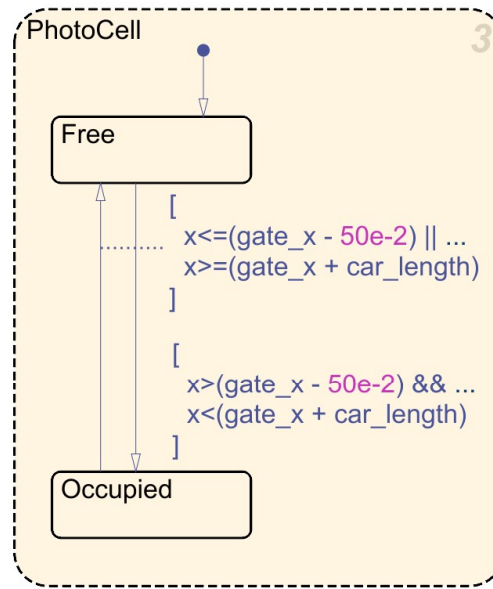 PhotoCell
3
Free
[
x<=(gate_x - 50e-2) || ...
x>=(gate_x + car_length)
]
[
x>(gate_x - 50e-2) && ...
x<(gate_x + car_length)
]
Occupied